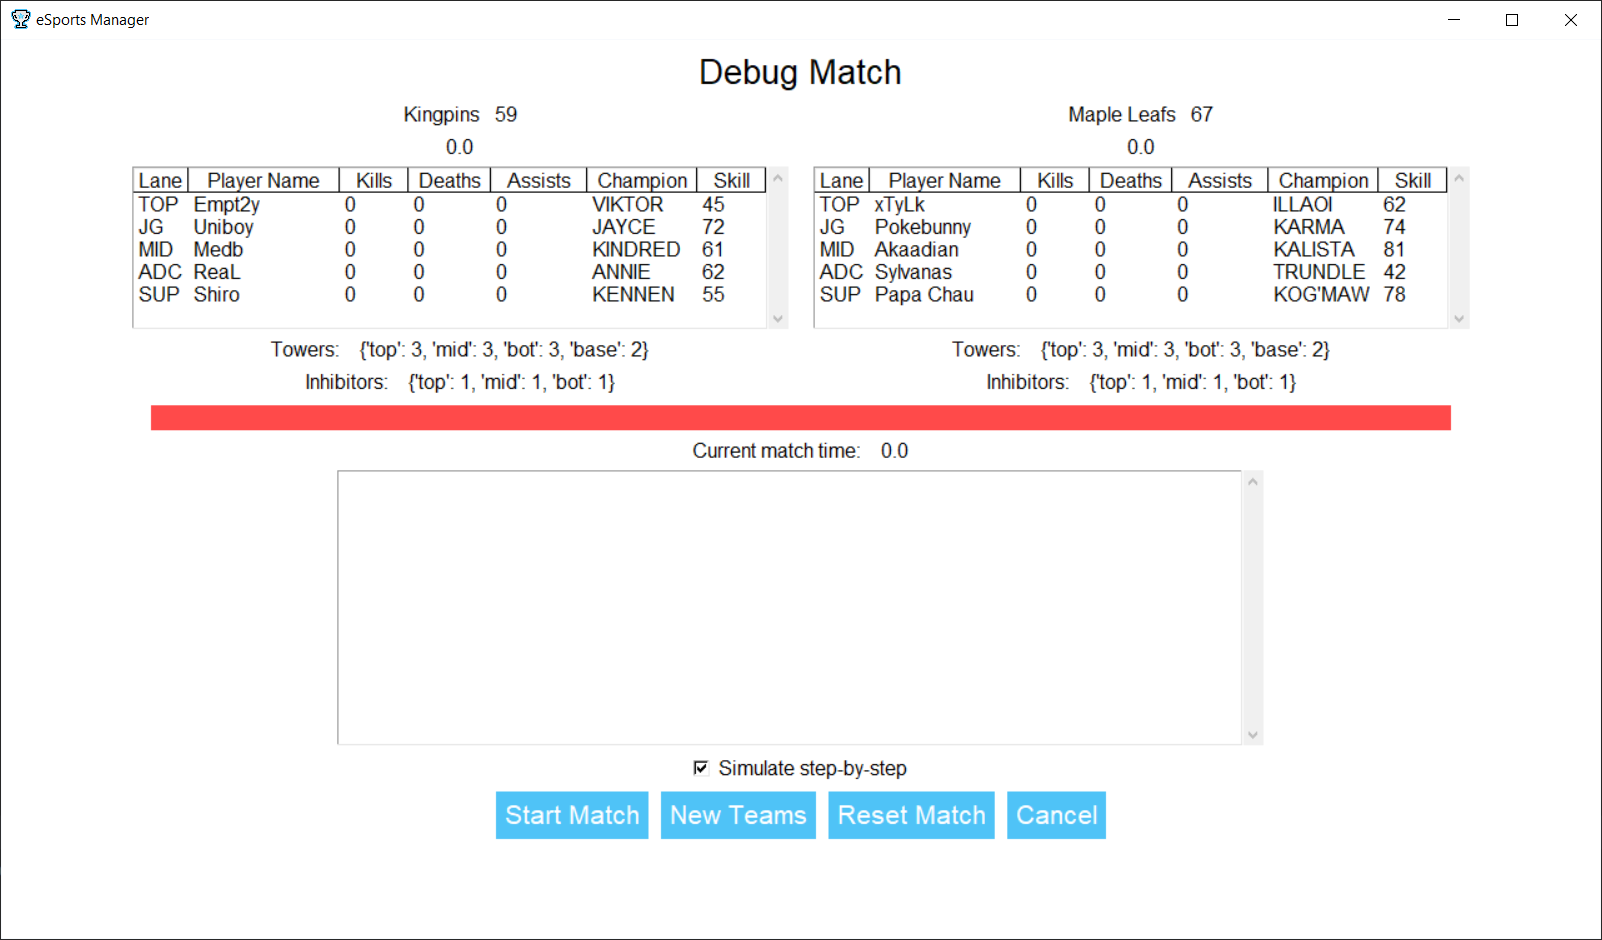 eSports Manager
Debug Match
Kingpins 59
0.0
Lane Player Name Kills Deaths Assists Champion Skill
TOP Empt2y 0 0 0 VIKTOR 45
JG Uniboy 0 0 0 JAYCE 72
MID Medb 0 0 0 KINDRED 61
ADC ReaL 0 0 0 ANNIE 62
SUP Shiro 0 0 0 KENNEN 55
Towers: {'top': 3, 'mid': 3, 'bot': 3, 'base': 2}
Inhibitors: {'top': 1, 'mid': 1, 'bot': 1}
Maple Leafs 67
0.0
Lane Player Name Kills Deaths Assists Champion Skill
TOP xTyLk 0 0 0 ILLAOI 62
JG Pokebunny 0 0 0 KARMA 74
MID Akaadian 0 0 0 KALISTA 81
ADC Sylvanas 0 0 0 TRUNDLE 42
SUP Papa Chau 0 0 0 KOG'MAW 78
Towers: {'top': 3, 'mid': 3, 'bot': 3, 'base': 2}
Inhibitors: {'top': 1, 'mid': 1, 'bot': 1}
Current match time: 0.0
Simulate step-by-step
Start Match New Teams Reset Match Cancel